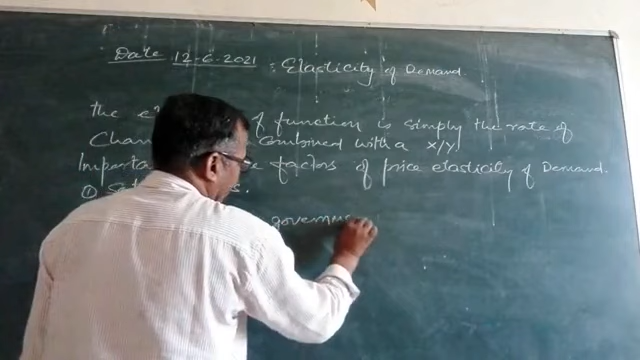 Date 12-6-2021 : Elasticity of Demand.
the f function is simply the rate of
Chan Combined with a x/y.
Importa factors of price elasticity of Demand.
①
governme